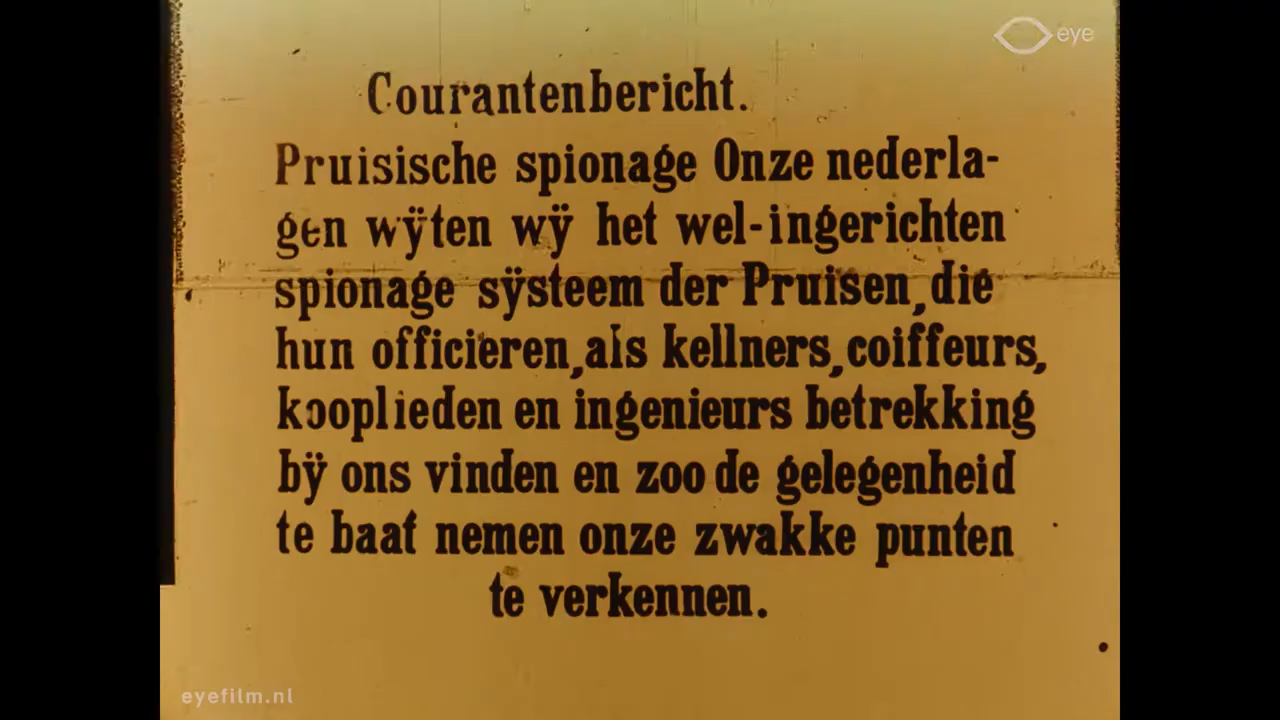 eye
Courantenbericht.
Pruisische spionage Onze nederla-
gen wÿten wÿ het wel-ingerichten
spionage sÿsteem der Pruisen, die
hun officieren, als kellners, coiffeurs,
kooplieden en ingenieurs betrekking
bÿ ons vinden en zoo de gelegenheid
te baat nemen onze zwakke punten
te verkennen.
eyefilm.nl